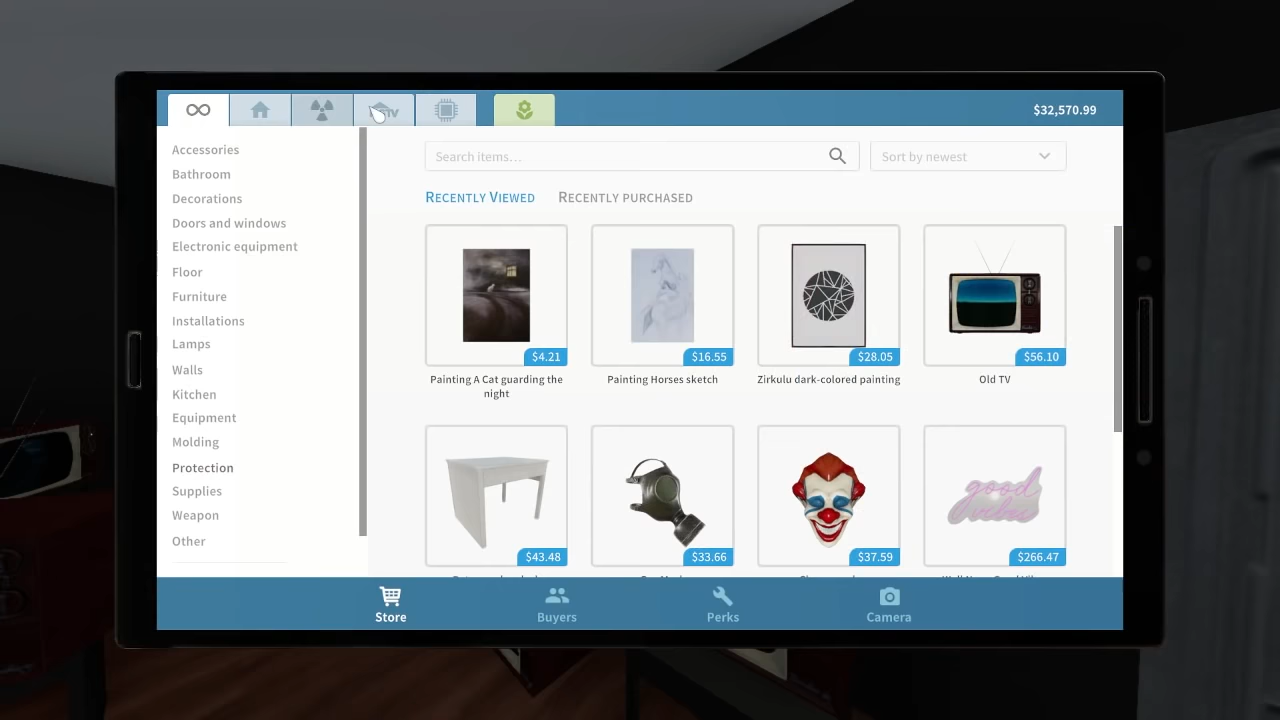 $32,570.99
Accessories
Bathroom
Decorations
Doors and windows
Electronic equipment
Floor
Furniture
Installations
Lamps
Walls
Kitchen
Equipment
Molding
Protection
Supplies
Weapon
Other
Search items...
Sort by newest
RECENTLY VIEWED
RECENTLY PURCHASED
$4.21
$16.55
$28.05
$56.10
Painting A Cat guarding the
night
Painting Horses sketch
Zirkulu dark-colored painting
Old TV
$43.48
$33.66
$37.59
good
vibes
$266.47
Store
Buyers
Perks
Camera